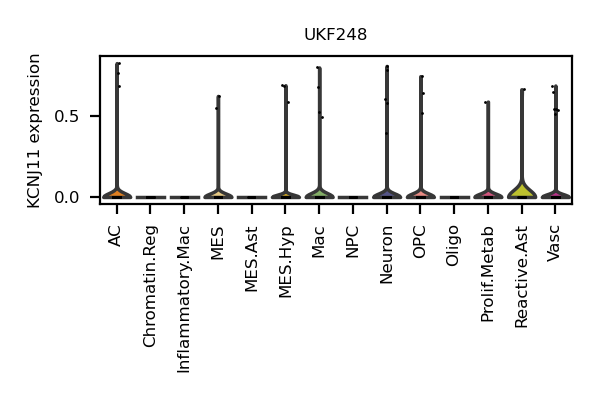 UKF248
KCNJ11 expression
0.5
0.0
AC
Chromatin.Reg
Inflammatory.Mac
MES
MES.Ast
MES.Hyp
Mac
NPC
Neuron
OPC
Oligo
Prolif.Metab
Reactive.Ast
Vasc